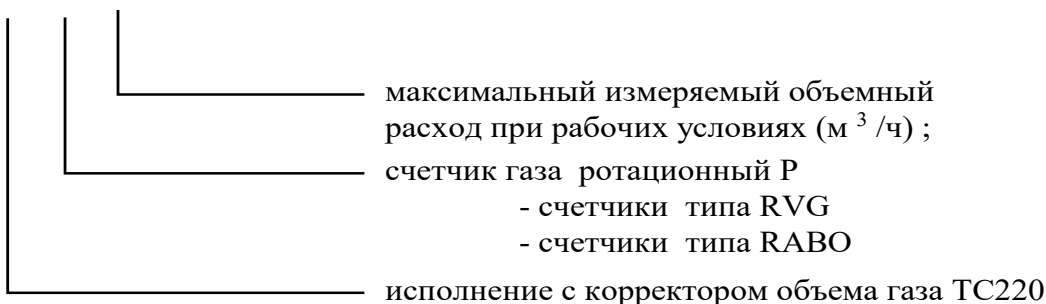 максимальный измеряемый объемный
расход при рабочих условиях (м ³ /ч) ;
счетчик газа ротационный Р
- счетчики типа RVG
- счетчики типа RABO
исполнение с корректором объема газа ТС220